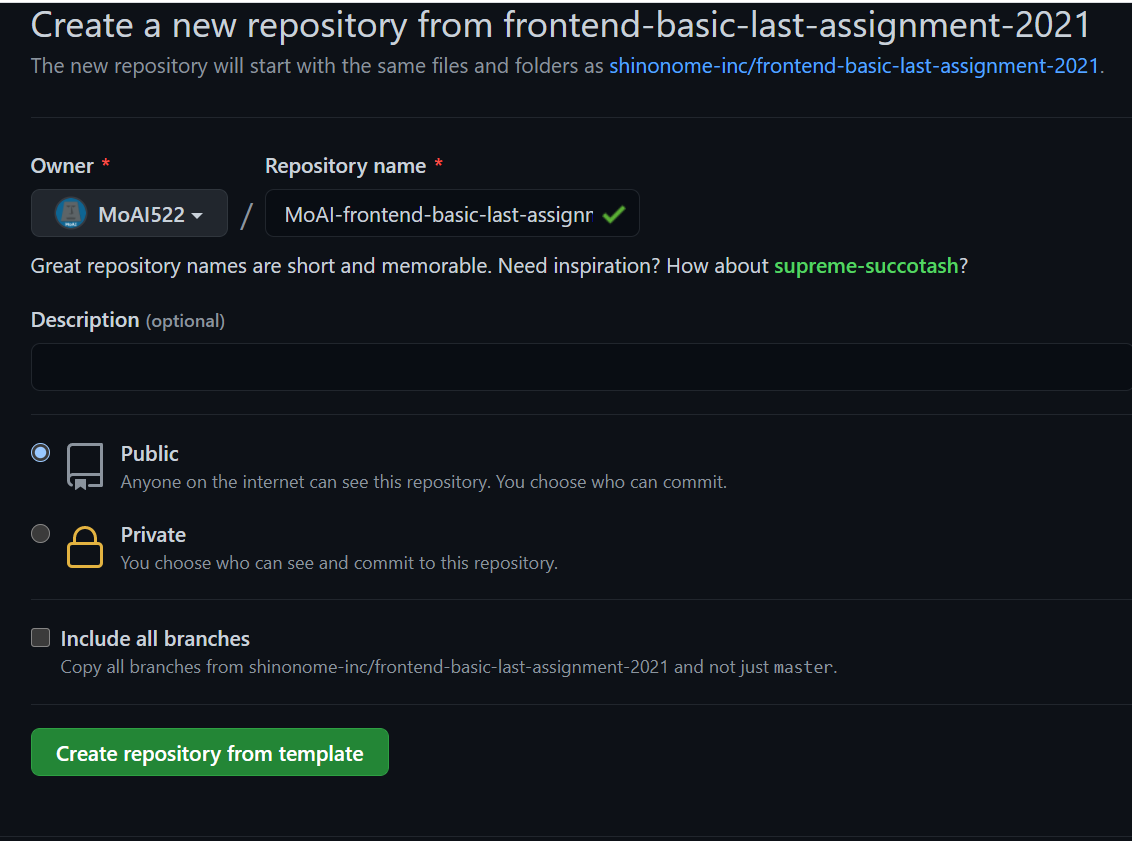 Create a new repository from frontend-basic-last-assignment-2021
The new repository will start with the same files and folders as shinonome-inc/frontend-basic-last-assignment-2021.
Owner * Repository name *
MoAI522 / MoAI-frontend-basic-last-assignr
Great repository names are short and memorable. Need inspiration? How about supreme-succotash?
Description (optional)
Public
Anyone on the internet can see this repository. You choose who can commit.
Private
You choose who can see and commit to this repository.
Include all branches
Copy all branches from shinonome-inc/frontend-basic-last-assignment-2021 and not just master.
Create repository from template